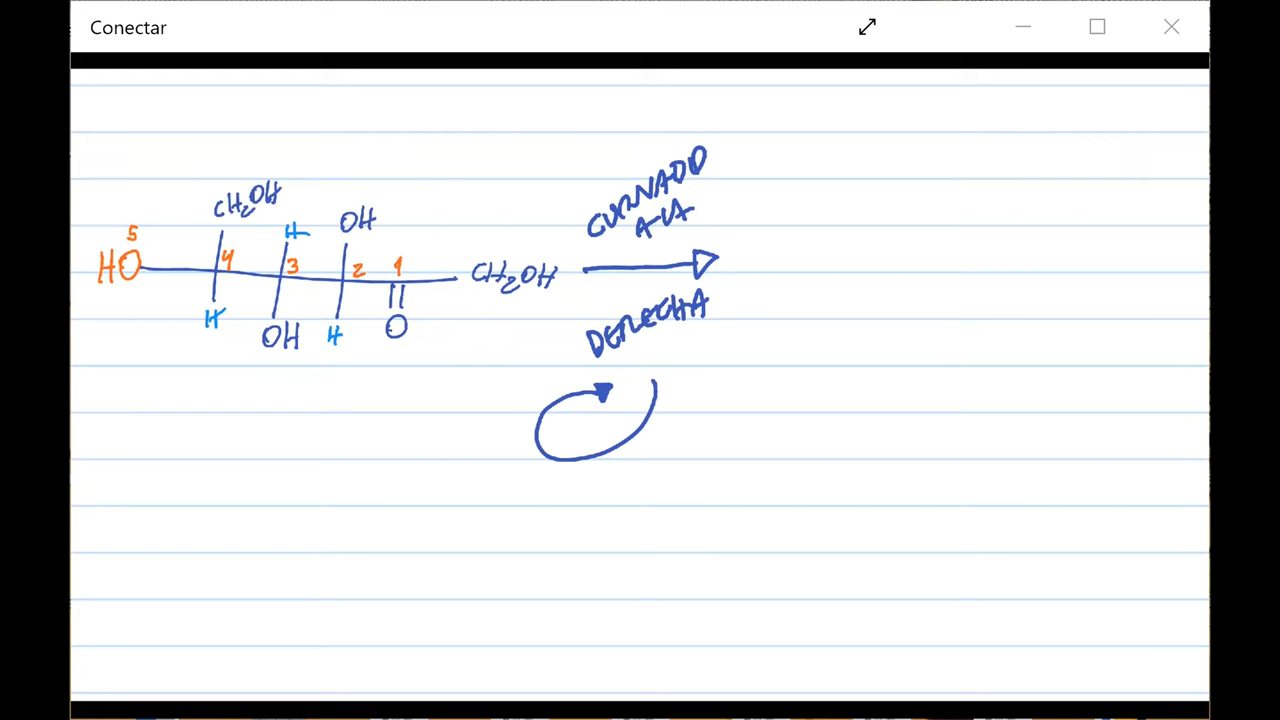 Conectar
CURVADO
A LA
DERECHA
CH2OH
OH
H
5
HO
4
3
2
1
CH2OH
H
OH
H
O